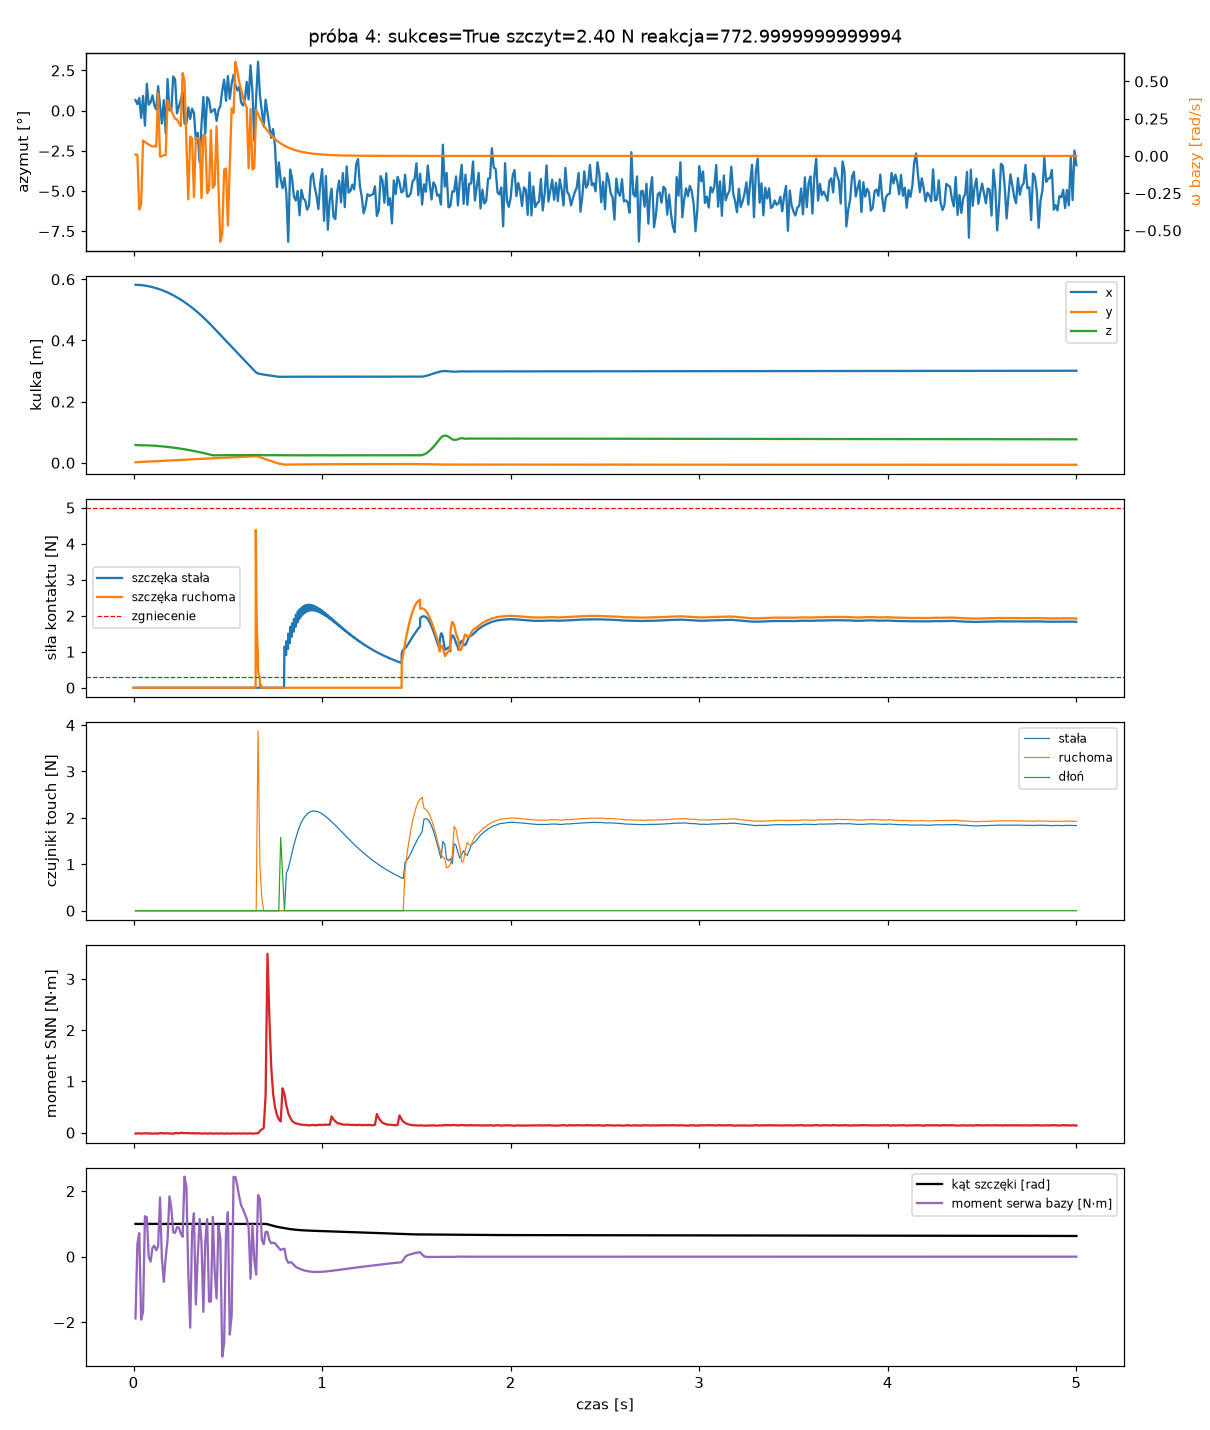 próba 4: sukces=True szczyt=2.40 N reakcja=772.9999999999994
azymut [°]
2.5
0.0
−2.5
−5.0
−7.5
0.50
0.25
0.00
−0.25
−0.50
ω bazy [rad/s]
kulka [m]
0.6
0.4
0.2
0.0
x
y
z
siła kontaktu [N]
5
4
3
2
1
0
szczęka stała
szczęka ruchoma
zgniecenie
czujniki touch [N]
4
3
2
1
0
stała
ruchoma
dłoń
moment SNN [N·m]
3
2
1
0
2
0
−2
kąt szczęki [rad]
moment serwa bazy [N·m]
0
1
2
3
4
5
czas [s]